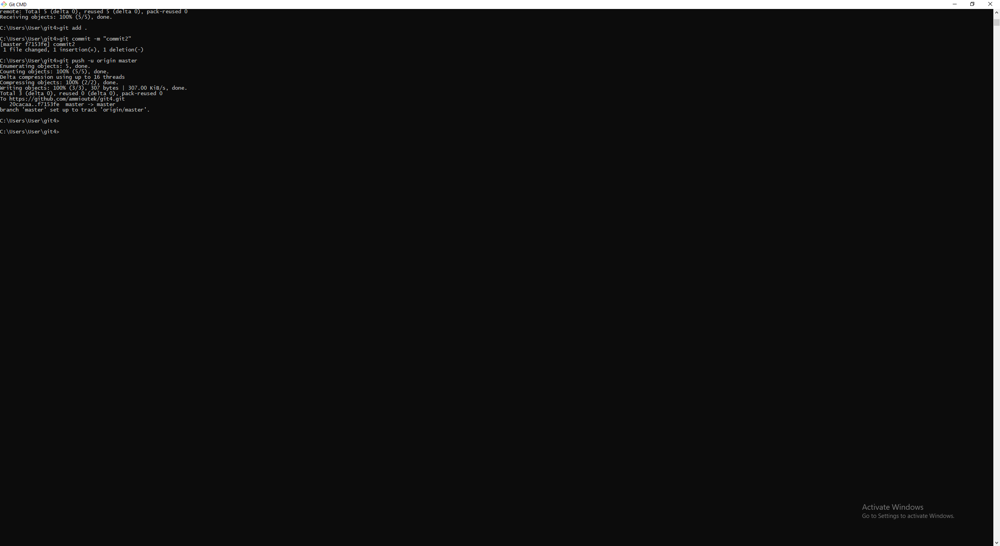 Git CMD
remote: Total 5 (delta 0), reused 5 (delta 0), pack-reused 0
Receiving objects: 100% (5/5), done.
C:\Users\User\git4>git add .
C:\Users\User\git4>git commit -m "commit2"
[master f7153fe] commit2
1 file changed, 1 insertion(+), 1 deletion(-)
C:\Users\User\git4>git push -u origin master
Enumerating objects: 5, done.
Counting objects: 100% (5/5), done.
Delta compression using up to 16 threads
Compressing objects: 100% (2/2), done.
Writing objects: 100% (3/3), 307 bytes | 307.00 KiB/s, done.
Total 3 (delta 0), reused 0 (delta 0), pack-reused 0
To https://github.com/ammioutek/git4.git
20cacaa..f7153fe  master -> master
branch 'master' set up to track 'origin/master'.
C:\Users\User\git4>
C:\Users\User\git4>
Activate Windows
Go to Settings to activate Windows.